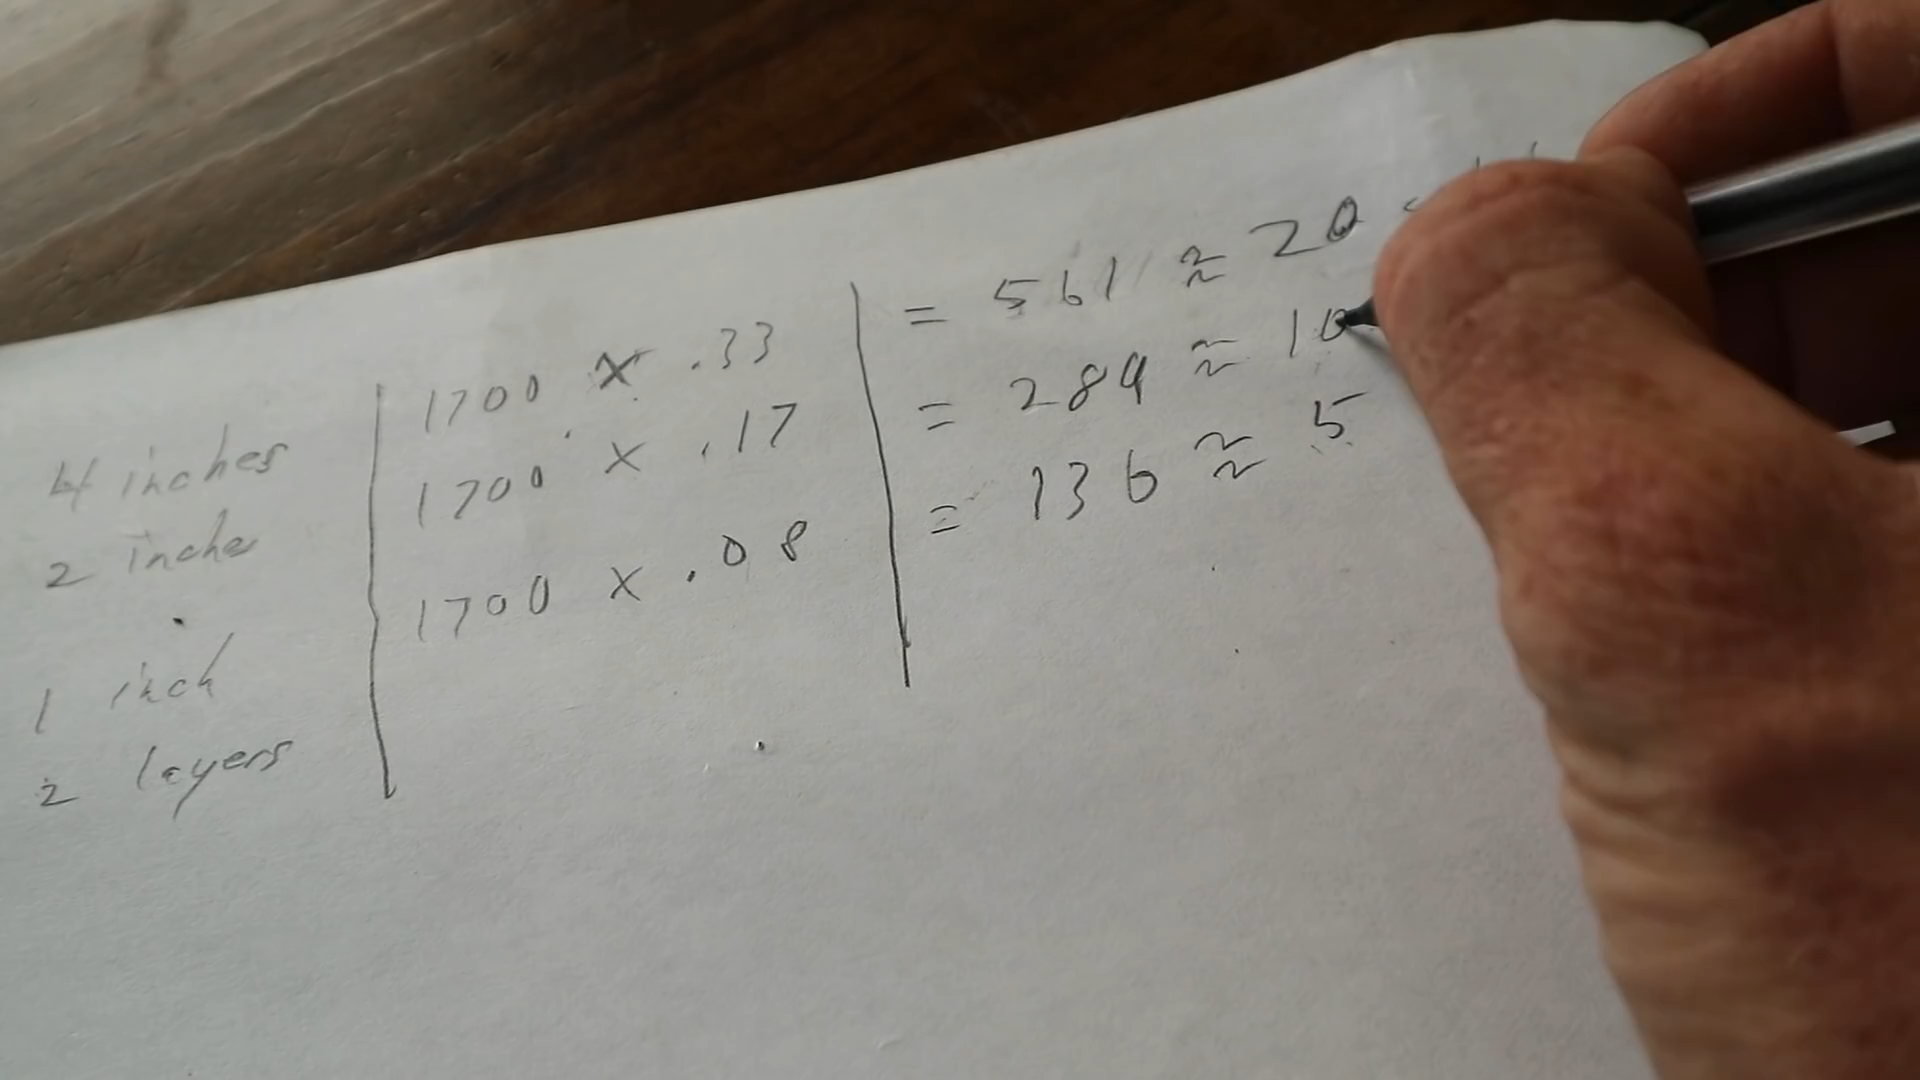 4 inches 1700 x .33 = 561 ≈ 20
2 inche 1700 x .17 = 289 ≈ 10
1 inch 1700 x .08 = 136 ≈ 5
2 layers